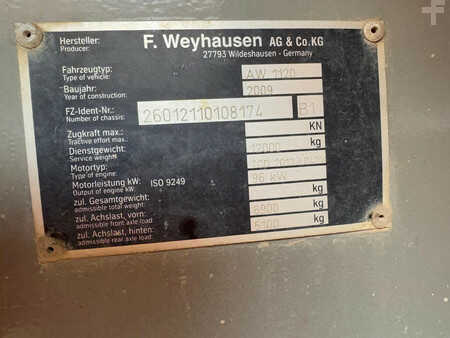 Hersteller: F. Weyhausen AG & Co.KG
Producer: 27793 Wildeshausen - Germany
Fahrzeugtyp: AW 1120
Type of vehicle:
Baujahr: 2009
Year of construction:
FZ-Ident-Nr.: 26012110108174 B1
Number of chassis:
Zugkraft max.: KN
Tractive effort max.:
Dienstgewicht: 12000 kg
Service weight:
Motortyp:
Type of engine:
Motorleistung kW: ISO 9249 96 kW
Output of engine kW:
zul. Gesamtgewicht: kg
admissible total weight:
zul. Achslast, vorn: kg
admissible front axle load:
zul. Achslast, hinten: kg
admissible rear axle load:
F